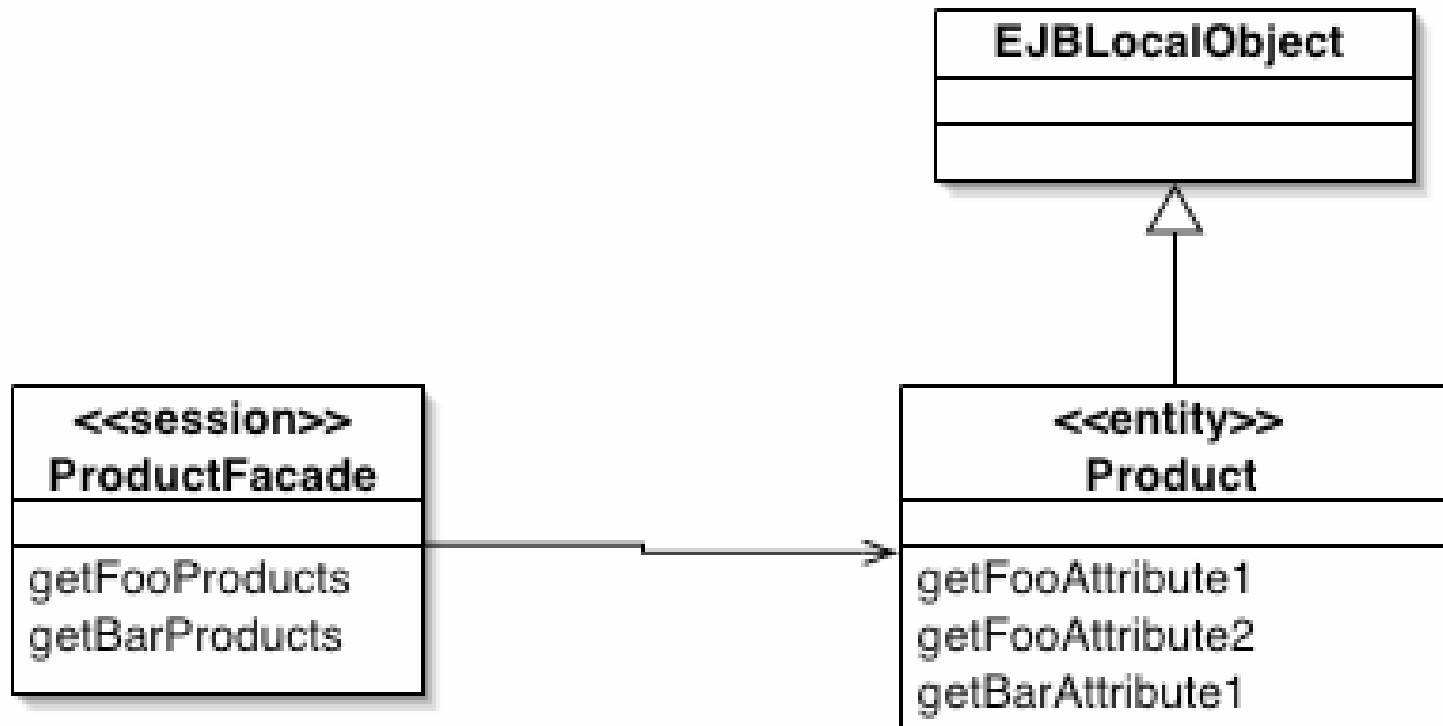 EJBLocalObject
<<session>>
ProductFacade
getFooProducts
getBarProducts
<<entity>>
Product
getFooAttribute1
getFooAttribute2
getBarAttribute1